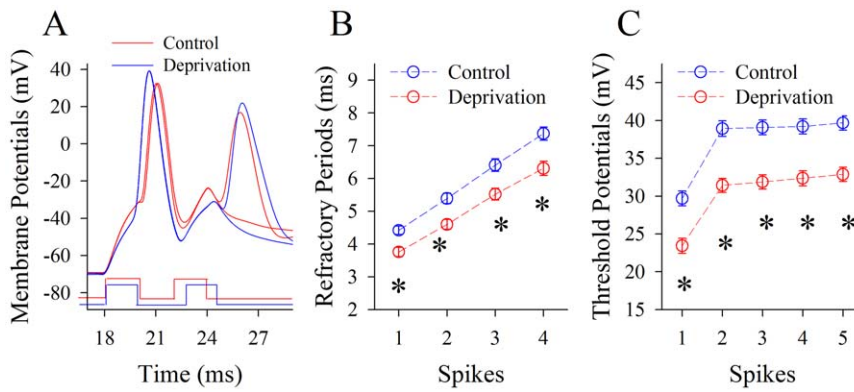 A
Control
Deprivation
Membrane Potentials (mV)
40
20
0
-20
-40
-60
-80
18 21 24 27
Time (ms)
B
Control
Deprivation
Refractory Periods (ms)
9
8
7
6
5
4
3
2
* * * *
1 2 3 4
Spikes
C
Control
Deprivation
Threshold Potentials (mV)
45
40
35
30
25
20
15
* * * * *
1 2 3 4 5
Spikes